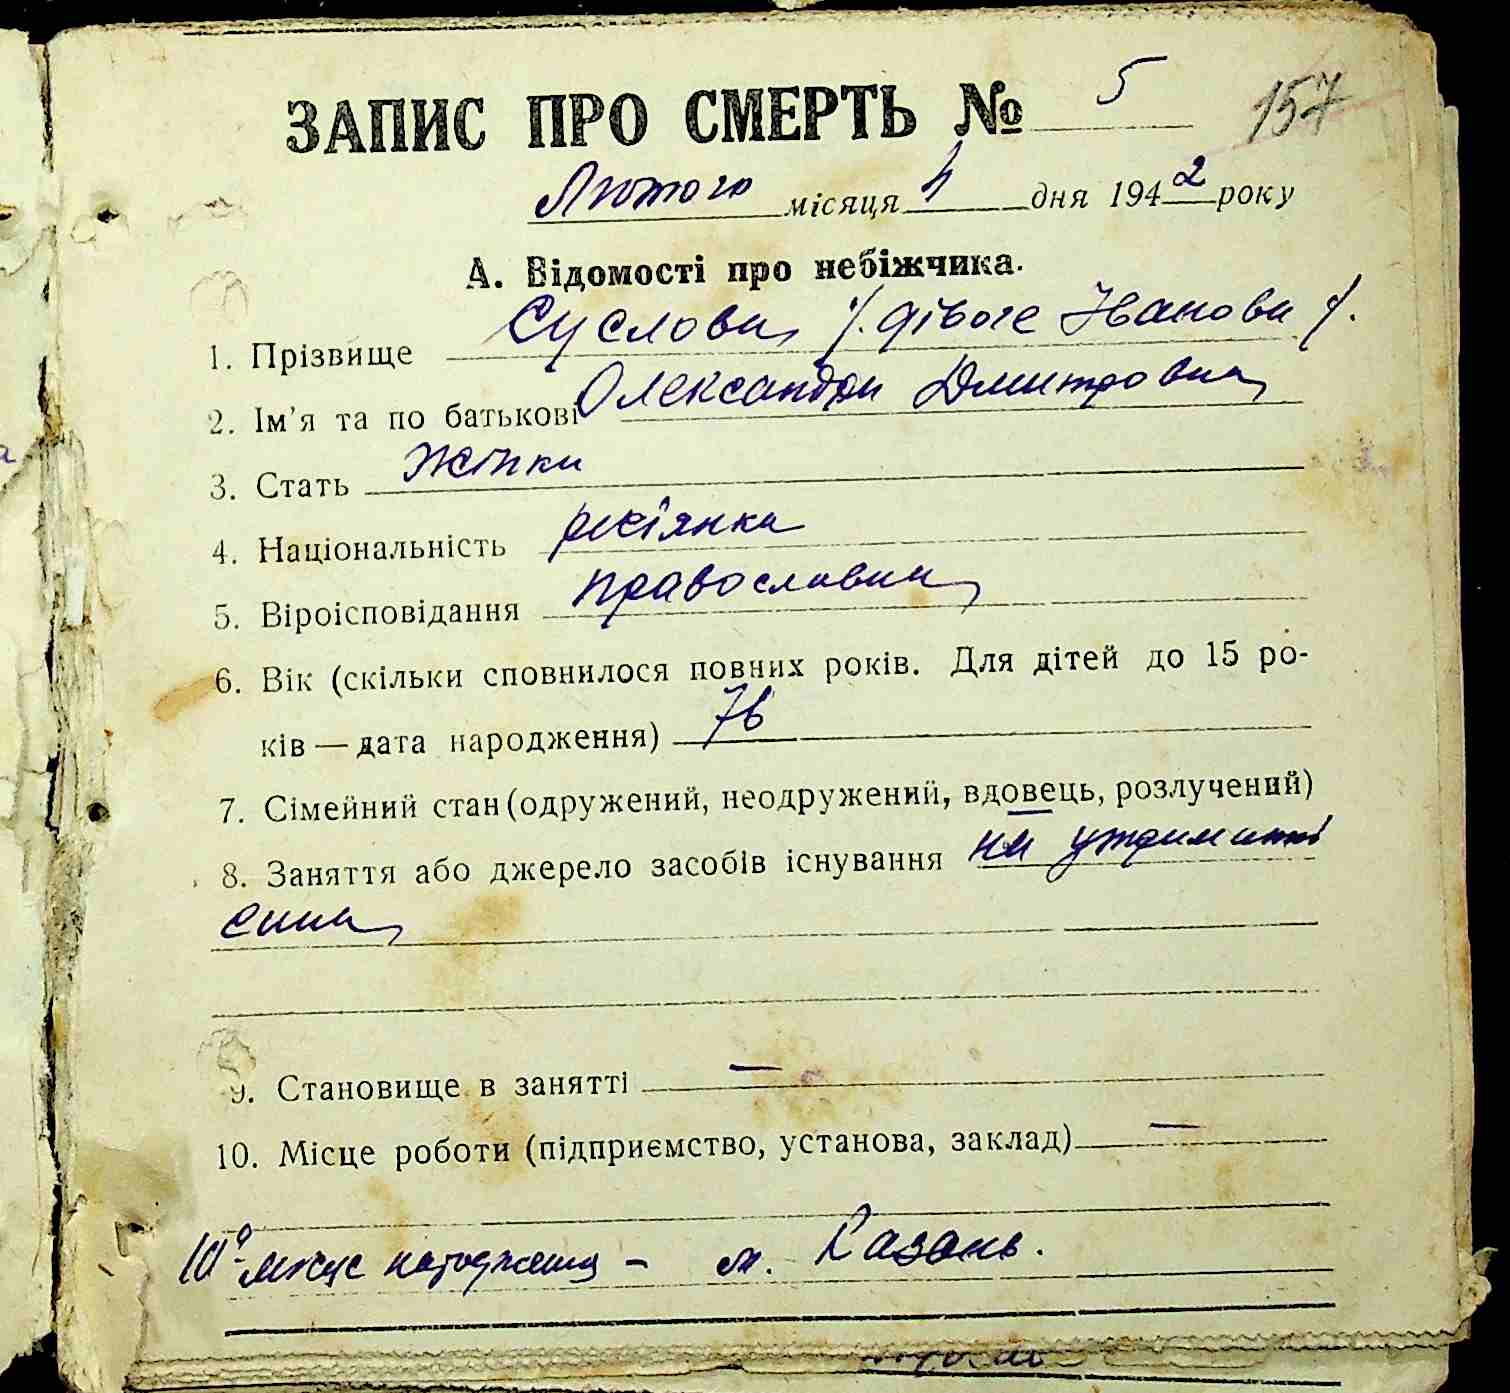 ЗАПИС ПРО СМЕРТЬ № 5
157
Лютого місяця 4 дня 1942 року
А. Відомості про небіжчика.
1. Прізвище Суслова /. дівоче Іванова /.
2. Ім’я та по батькові Олександра Дмитровна
3. Стать Жінка
4. Національність росіянка
5. Віроісповідання православна
6. Вік (скільки сповнилося повних років. Для дітей до 15 ро-
ків — дата народження) 76
7. Сімейний стан (одружений, неодружений, вдовець, розлучений)
8. Заняття або джерело засобів існування на утриманні
сина
9. Становище в занятті —
10. Місце роботи (підприємство, установа, заклад) —
10а місце народження – м. Казань.